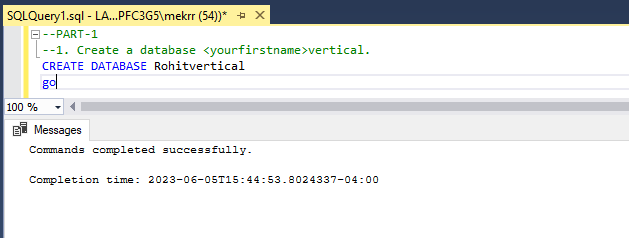 SQLQuery1.sql - LA...PFC3G5\mekrr (54))*
--PART-1
--1. Create a database <yourfirstname>vertical.
CREATE DATABASE Rohitvertical
go
100 %
Messages
Commands completed successfully.
Completion time: 2023-06-05T15:44:53.8024337-04:00